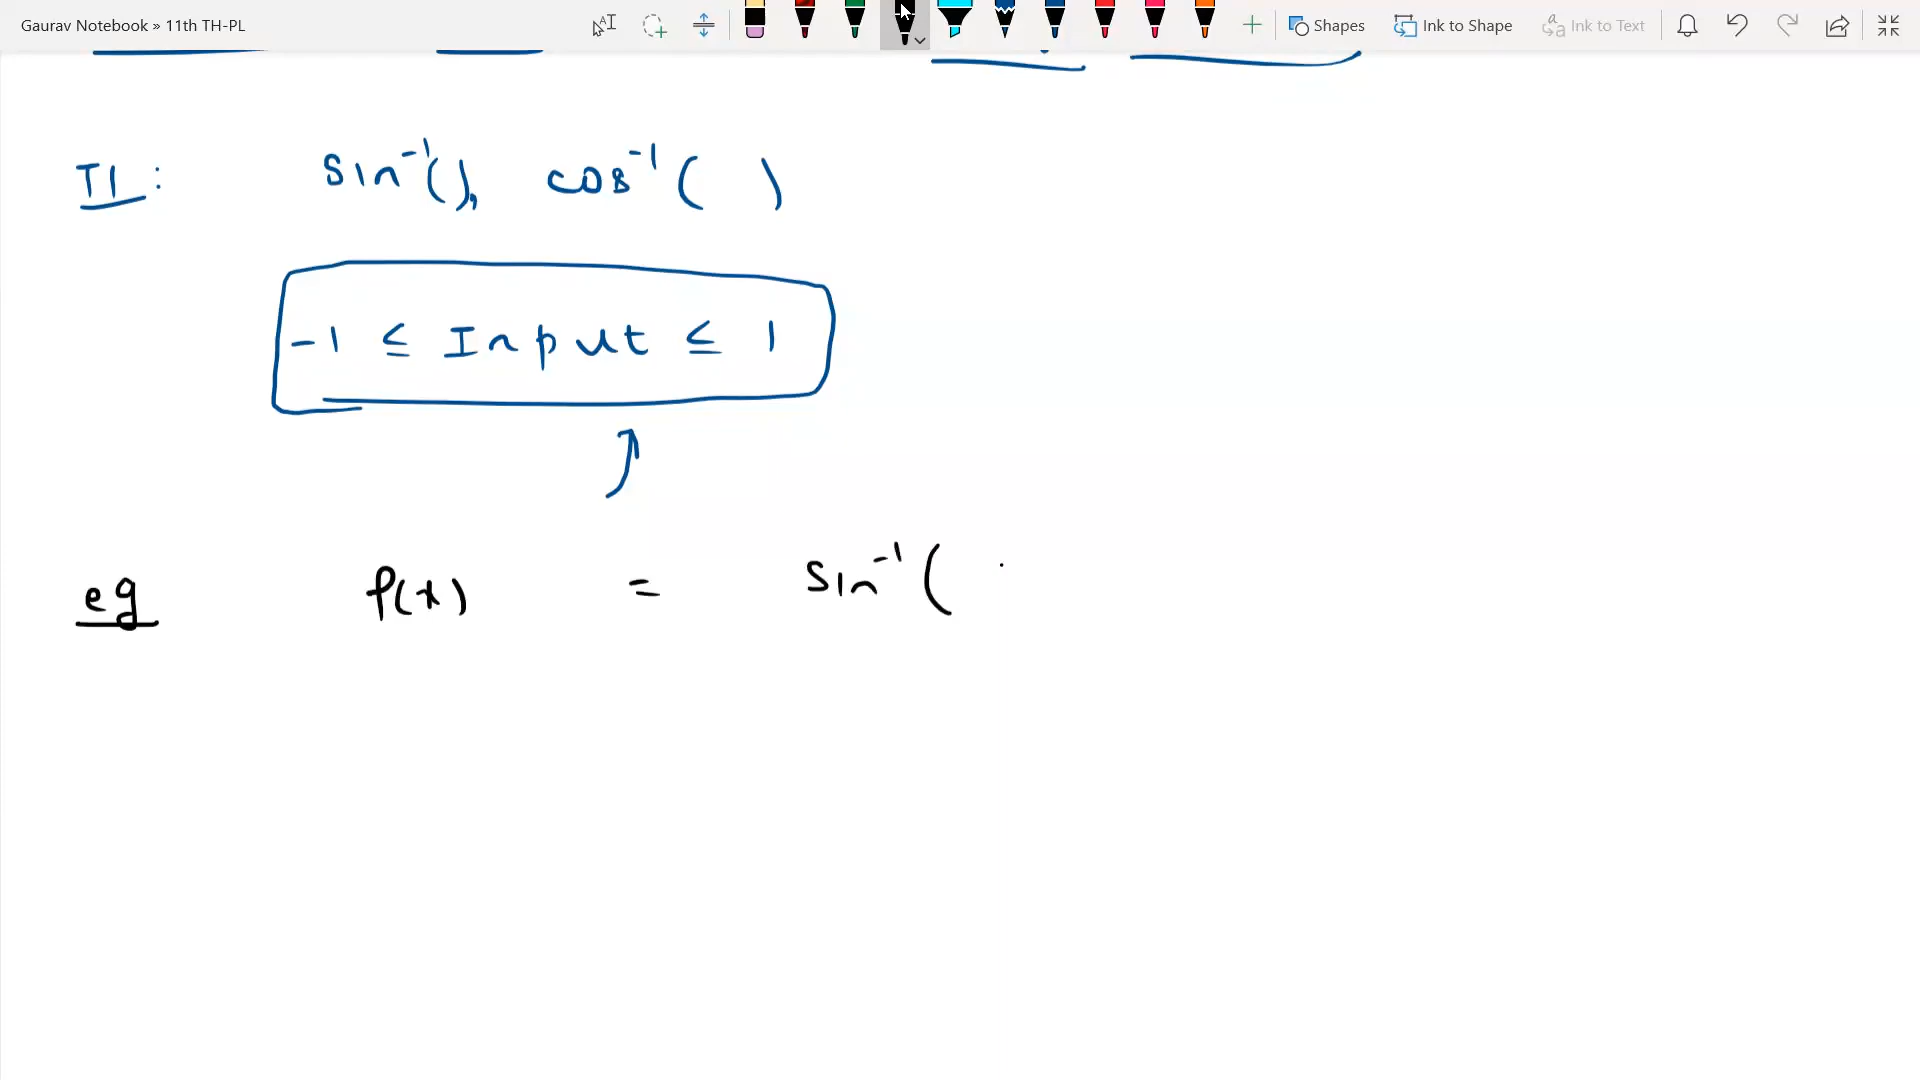 Gaurav Notebook » 11th TH-PL
Shapes
Ink to Shape
Ink to Text
II:
sin⁻¹( ), cos⁻¹( )
-1 ≤ Input ≤ 1
eg f(x) = sin⁻¹(